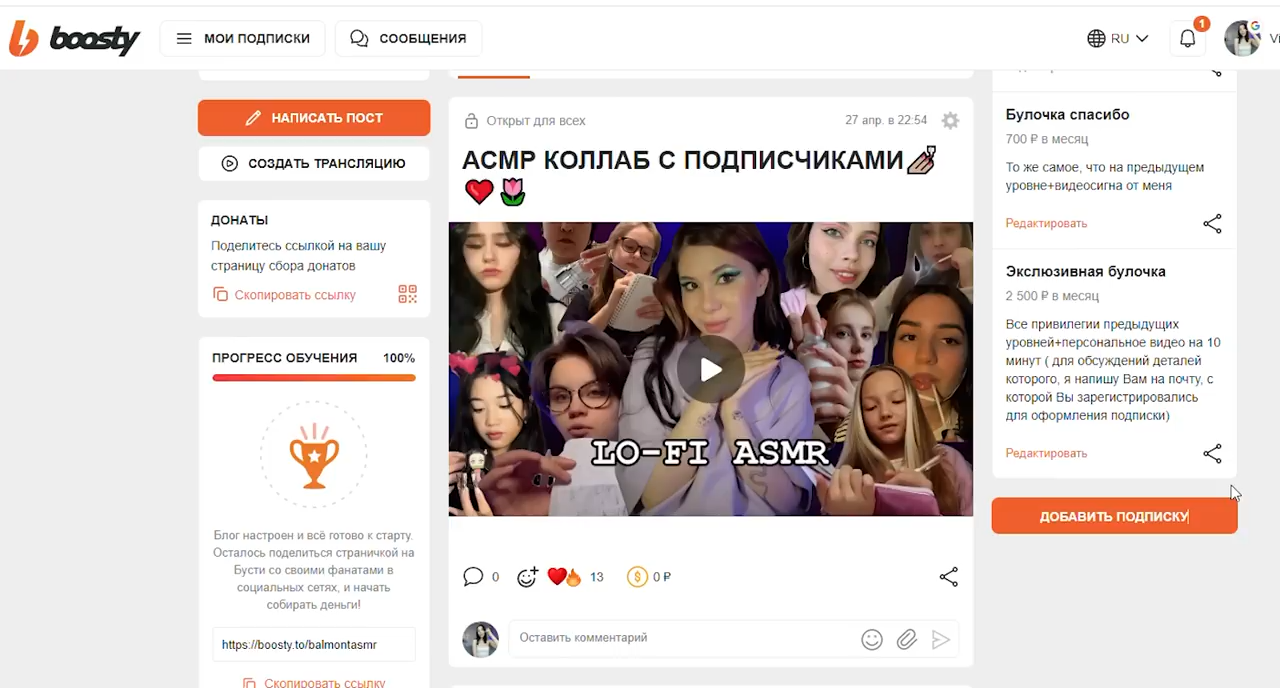 boosty
МОИ ПОДПИСКИ
СООБЩЕНИЯ
RU
1
Vi
НАПИСАТЬ ПОСТ
СОЗДАТЬ ТРАНСЛЯЦИЮ
ДОНАТЫ
Поделитесь ссылкой на вашу
страницу сбора донатов
Скопировать ссылку
ПРОГРЕСС ОБУЧЕНИЯ 100%
Блог настроен и всё готово к старту.
Осталось поделиться страничкой на
Бусти со своими фанатами в
социальных сетях, и начать
собирать деньги!
https://boosty.to/balmontasmr
Скопировать ссылку
Открыт для всех
27 апр. в 22:54
АСМР КОЛЛАБ С ПОДПИСЧИКАМИ💅🏼
❤️🌷
LO-FI ASMR
0
13
0 ₽
Оставить комментарий
Булочка спасибо
700 ₽ в месяц
То же самое, что на предыдущем
уровне+видеосигна от меня
Редактировать
Эксклюзивная булочка
2 500 ₽ в месяц
Все привилегии предыдущих
уровней+персональное видео на 10
минут ( для обсуждений деталей
которого, я напишу Вам на почту, с
которой Вы зарегистрировались
для оформления подписки)
Редактировать
ДОБАВИТЬ ПОДПИСКУ